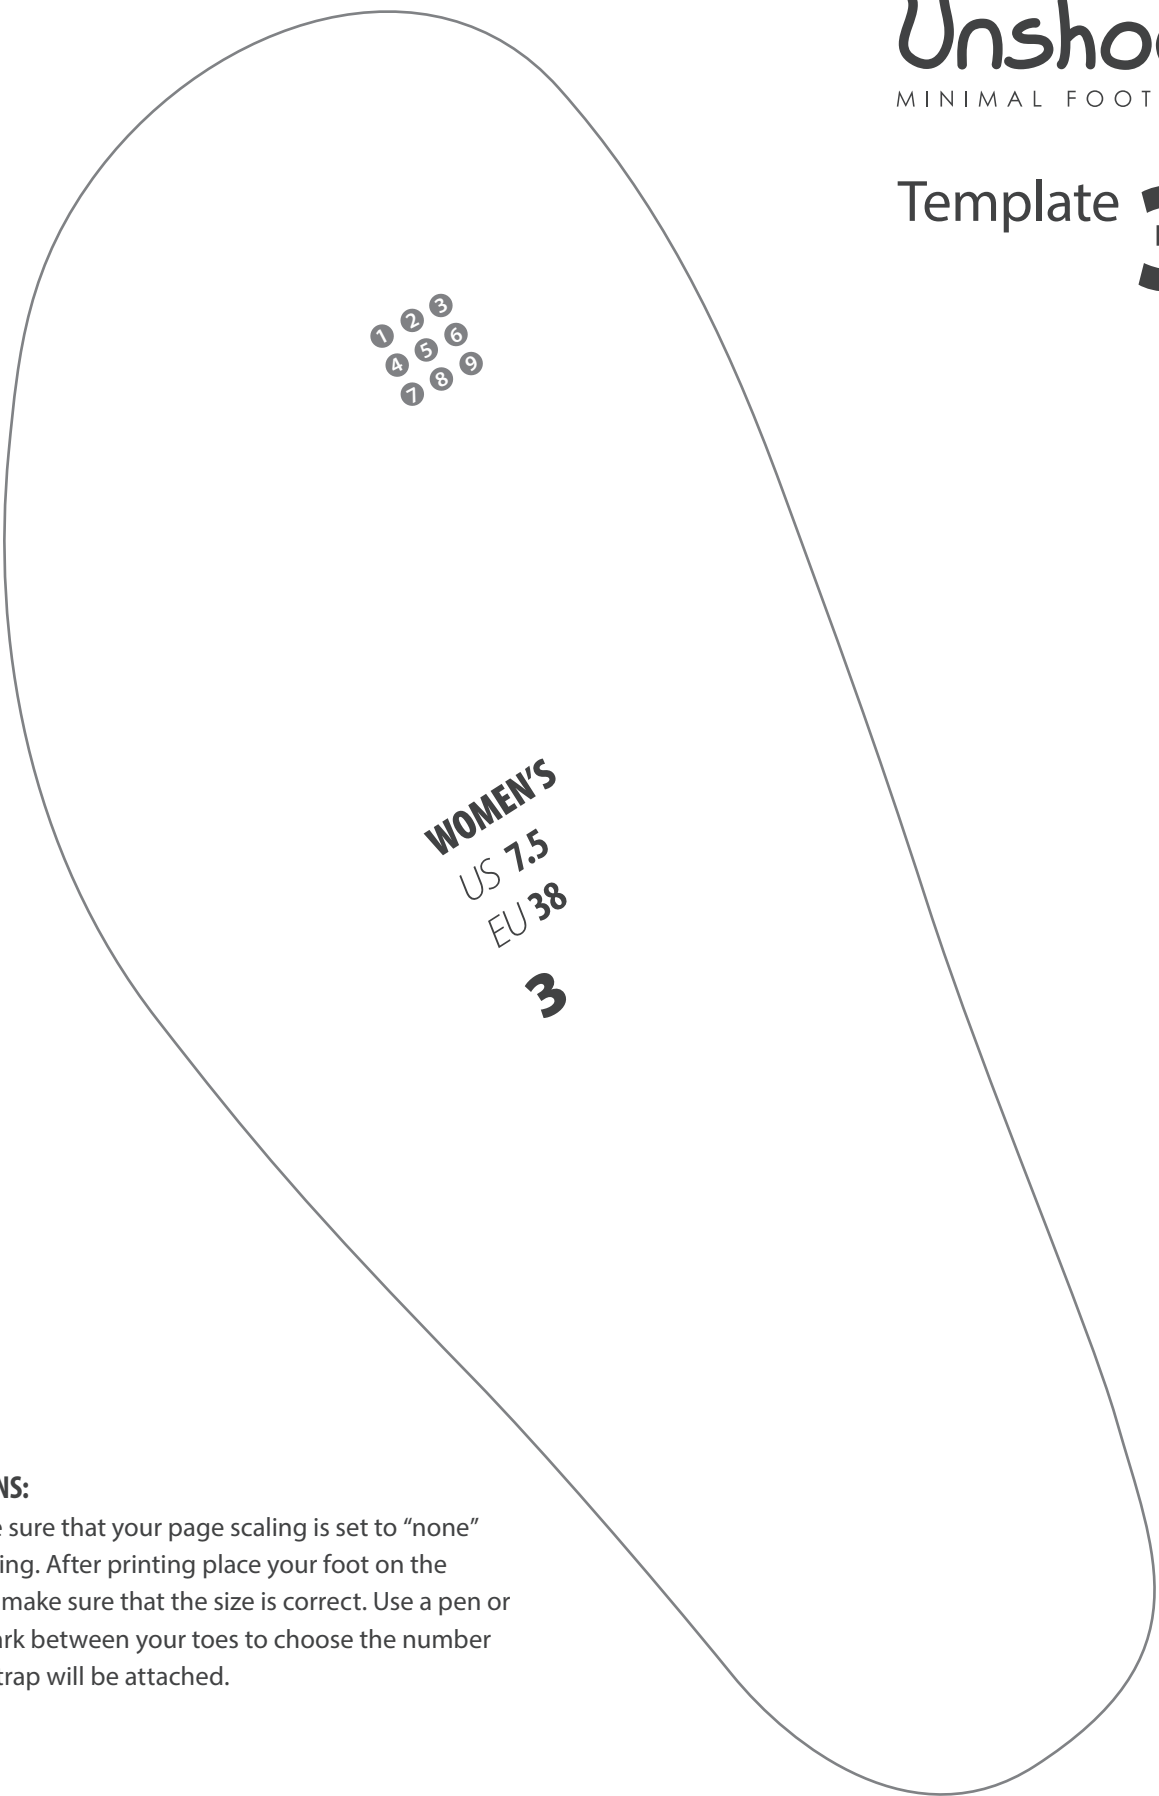 Unsho
MINIMAL FOOT
Template 3
1 2 3
4 5 6
7 8 9
WOMEN'S
US 7.5
EU 38
3
NS:
e sure that your page scaling is set to “none”
ing. After printing place your foot on the
make sure that the size is correct. Use a pen or
rk between your toes to choose the number
trap will be attached.